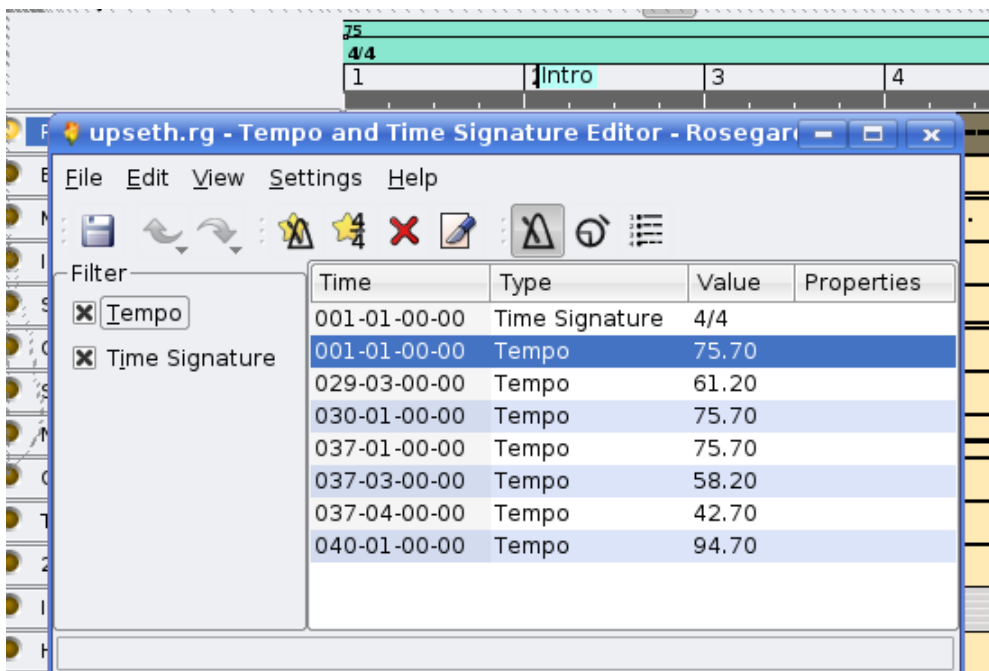 75
4/4
1 Intro 3 4
upseth.rg - Tempo and Time Signature Editor - Rosegar
File Edit View Settings Help
Filter
Tempo
Time Signature
Time Type Value Properties
001-01-00-00 Time Signature 4/4
001-01-00-00 Tempo 75.70
029-03-00-00 Tempo 61.20
030-01-00-00 Tempo 75.70
037-01-00-00 Tempo 75.70
037-03-00-00 Tempo 58.20
037-04-00-00 Tempo 42.70
040-01-00-00 Tempo 94.70